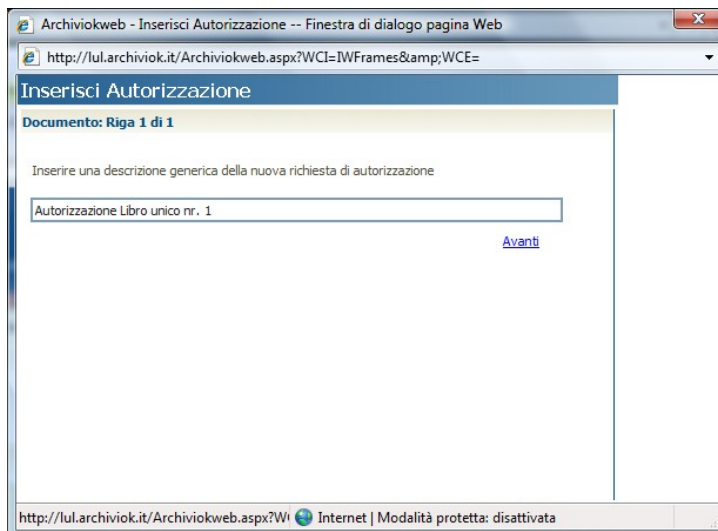 Archiviokweb - Inserisci Autorizzazione -- Finestra di dialogo pagina Web
http://lul.archiviok.it/Archiviokweb.aspx?WCI=IWFrames&amp;WCE=
Inserisci Autorizzazione
Documento: Riga 1 di 1
Inserire una descrizione generica della nuova richiesta di autorizzazione
Autorizzazione Libro unico nr. 1
Avanti
http://lul.archiviok.it/Archiviokweb.aspx?W Internet | Modalità protetta: disattivata